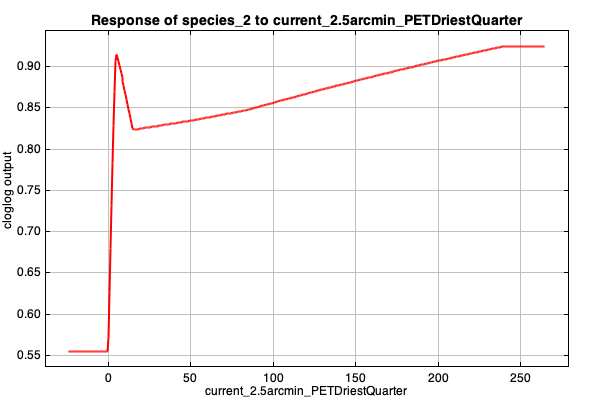 Response of species_2 to current_2.5arcmin_PETDriestQuarter
cloglog output
0.90
0.85
0.80
0.75
0.70
0.65
0.60
0.55
0 50 100 150 200 250
current_2.5arcmin_PETDriestQuarter